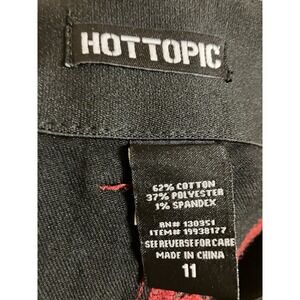 HOTTOPIC
62% COTTON
37% POLYESTER
1% SPANDEX
RN# 130351
ITEM# 19938177
SEE REVERSE FOR CARE
MADE IN CHINA
11